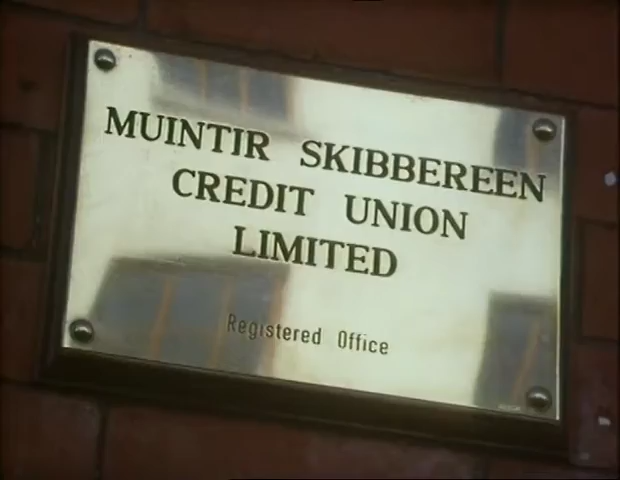 MUINTIR SKIBBEREEN
CREDIT UNION
LIMITED
Registered Office